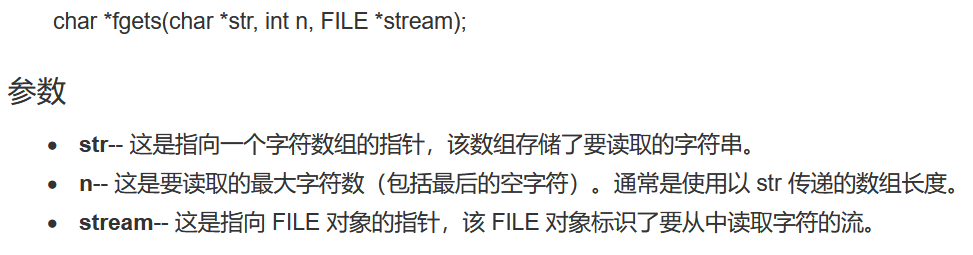 char *fgets(char *str, int n, FILE *stream);
参数
str-- 这是指向一个字符数组的指针，该数组存储了要读取的字符串。
n-- 这是要读取的最大字符数（包括最后的空字符）。通常是使用以 str 传递的数组长度。
stream-- 这是指向 FILE 对象的指针，该 FILE 对象标识了要从中读取字符的流。